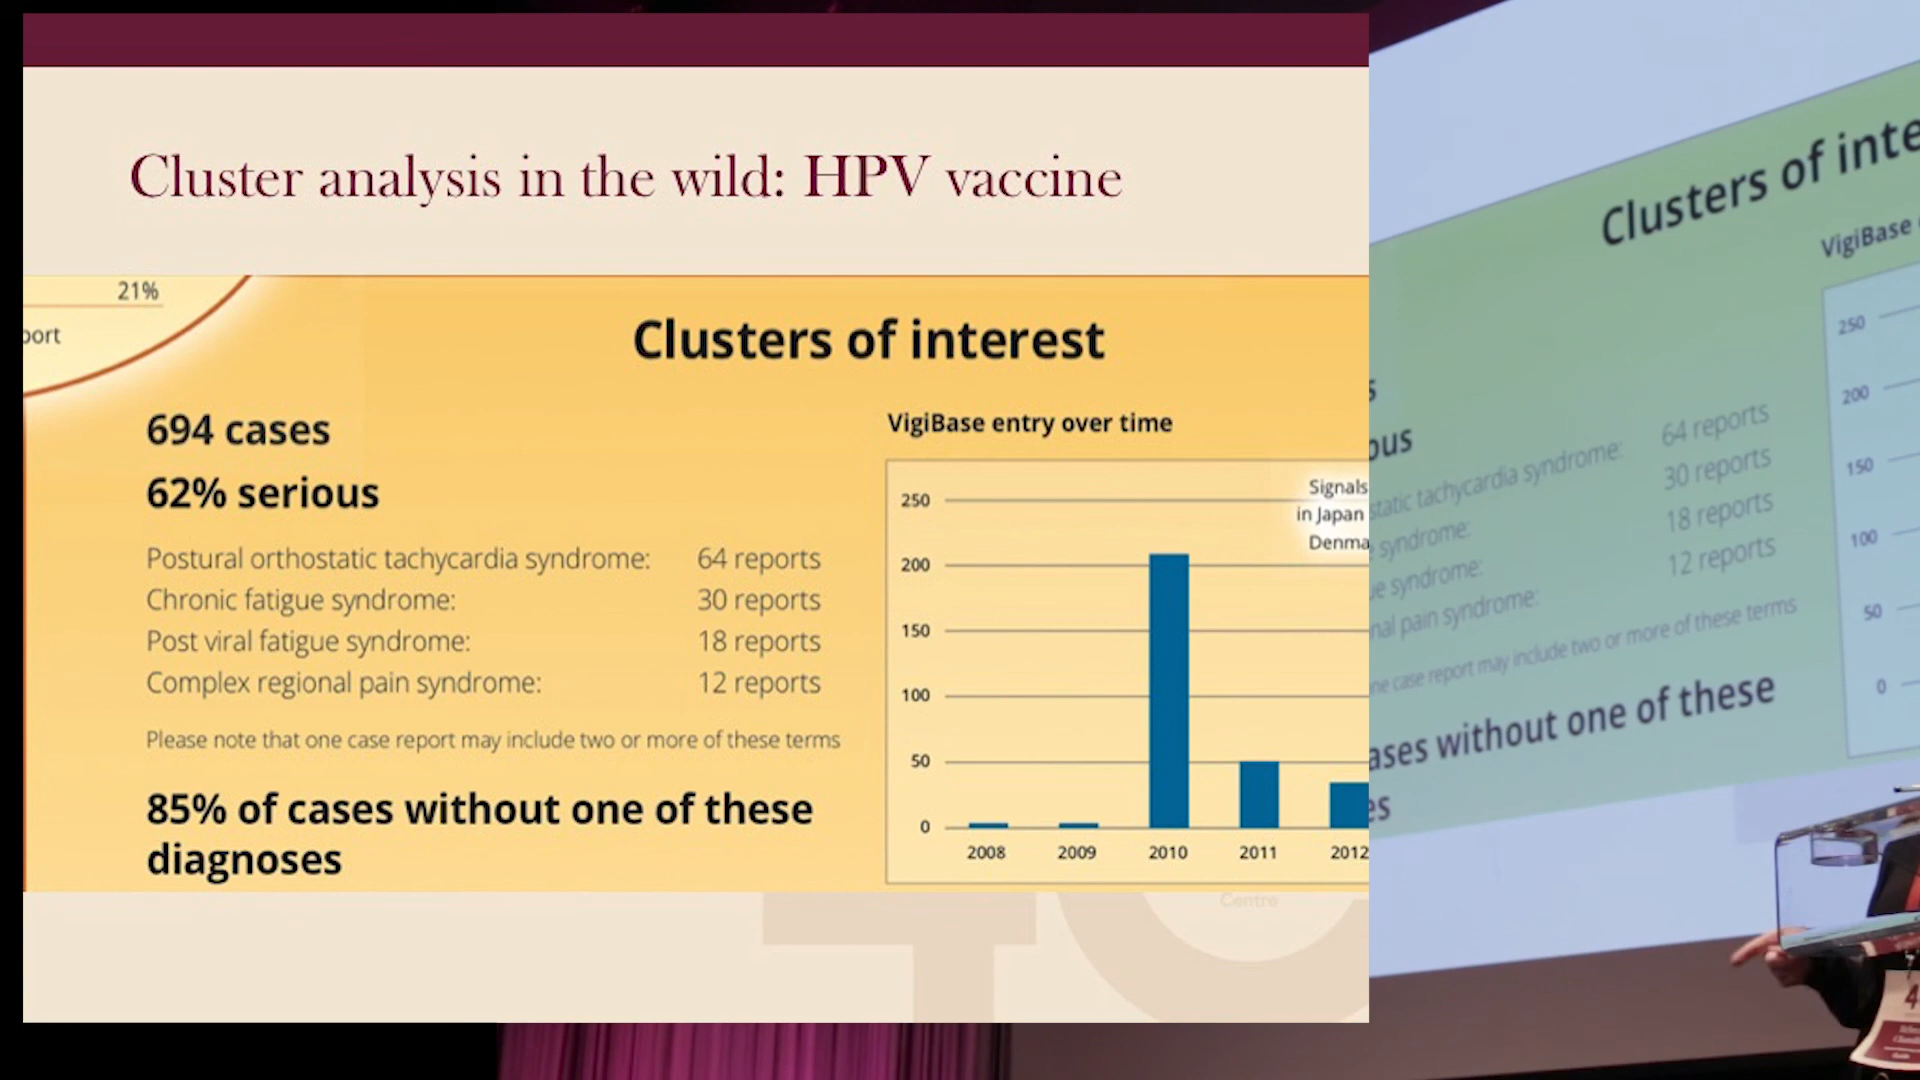 Cluster analysis in the wild: HPV vaccine
21%
Clusters of interest
694 cases
62% serious
Postural orthostatic tachycardia syndrome: 64 reports
Chronic fatigue syndrome: 30 reports
Post viral fatigue syndrome: 18 reports
Complex regional pain syndrome: 12 reports
Please note that one case report may include two or more of these terms
85% of cases without one of these
diagnoses
VigiBase entry over time
Signals
in Japan
Denma
250
200
150
100
50
0
2008 2009 2010 2011 2012
Centre
Clusters of inte
VigiBase
250
200
150
100
50
0
ous
static tachycardia syndrome: 64 reports
syndrome: 30 reports
ue syndrome: 18 reports
nal pain syndrome: 12 reports
ne case report may include two or more of these terms
ases without one of these
es
4